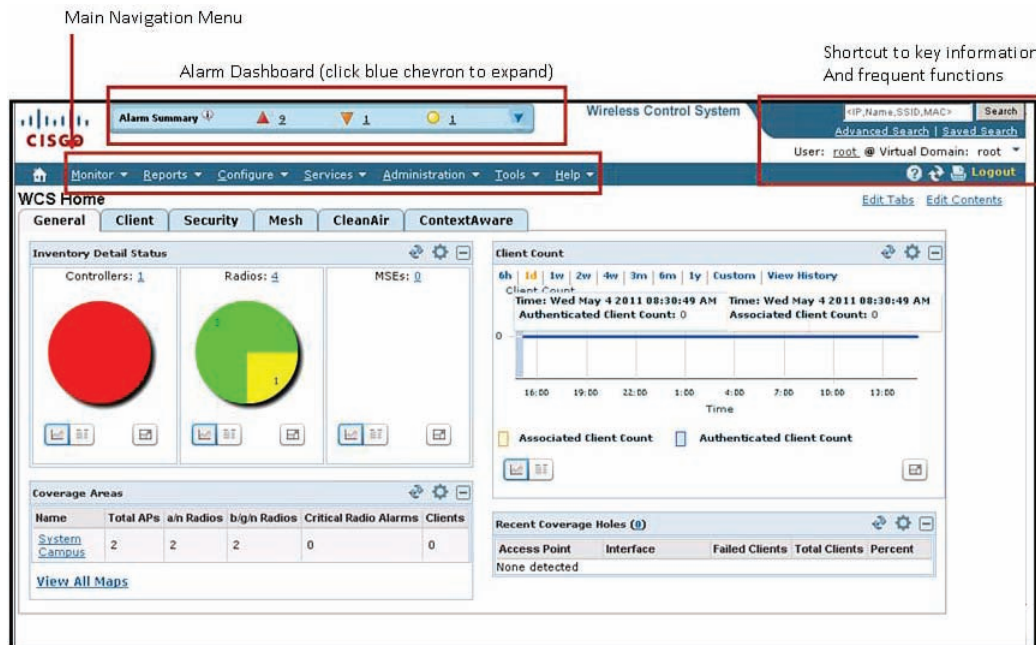 Main Navigation Menu
Alarm Dashboard (click blue chevron to expand)
Shortcut to key information
And frequent functions
CISCO
Alarm Summary 9 1 1
Wireless Control System
<IP,Name,SSID,MAC> Search
Advanced Search | Saved Search
User: root @ Virtual Domain: root
Monitor Reports Configure Services Administration Tools Help
Logout
WCS Home
Edit Tabs Edit Contents
General Client Security Mesh CleanAir ContextAware
Inventory Detail Status
Controllers: 1 Radios: 4 MSEs: 0
3
1
Client Count
6h | 1d | 1w | 2w | 4w | 3m | 6m | 1y | Custom | View History
Client Count
Time: Wed May 4 2011 08:30:49 AM Time: Wed May 4 2011 08:30:49 AM
Authenticated Client Count: 0 Associated Client Count: 0
0
16:00 19:00 22:00 1:00 4:00 7:00 10:00 13:00
Time
Associated Client Count Authenticated Client Count
Coverage Areas
Name Total APs a/n Radios b/g/n Radios Critical Radio Alarms Clients
System Campus 2 2 2 0 0
View All Maps
Recent Coverage Holes (0)
Access Point Interface Failed Clients Total Clients Percent
None detected